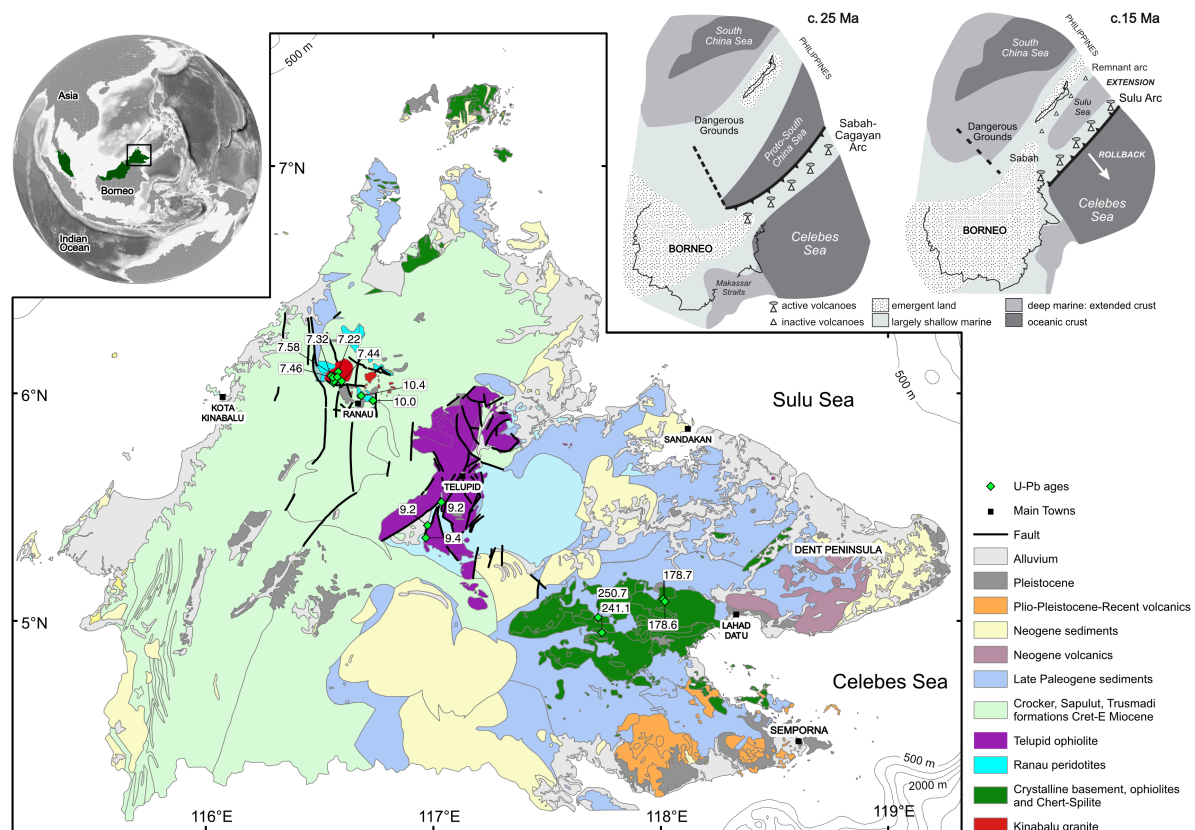 Asia
Borneo
Indian
Ocean
500 m
c.25 Ma
South
China Sea
PHILIPPINES
Dangerous
Grounds
Proto-South
China Sea
Sabah-
Cagayan
Arc
BORNEO
Celebes
Sea
Makassar
Straits
c.15 Ma
South
China Sea
PHILIPPINES
Remnant arc
EXTENSION
Sulu Arc
Sulu
Sea
Dangerous
Grounds
Sabah
ROLLBACK
BORNEO
Celebes
Sea
active volcanoes
inactive volcanoes
emergent land
largely shallow marine
deep marine: extended crust
oceanic crust
7°N
6°N
5°N
7.32
7.22
7.58
7.44
7.46
10.4
10.0
KOTA
KINABALU
RANAU
Sulu Sea
500 m
SANDAKAN
TELUPID
9.2
9.2
9.4
DENT PENINSULA
178.7
250.7
241.1
178.6
LAHAD
DATU
Celebes Sea
SEMPORNA
500 m
2000 m
116°E
117°E
118°E
119°E
U-Pb ages
Main Towns
Fault
Alluvium
Pleistocene
Plio-Pleistocene-Recent volcanics
Neogene sediments
Neogene volcanics
Late Paleogene sediments
Crocker, Sapulut, Trusmadi
formations Cret-E Miocene
Telupid ophiolite
Ranau peridotites
Crystalline basement, ophiolites
and Chert-Spilite
Kinabalu granite